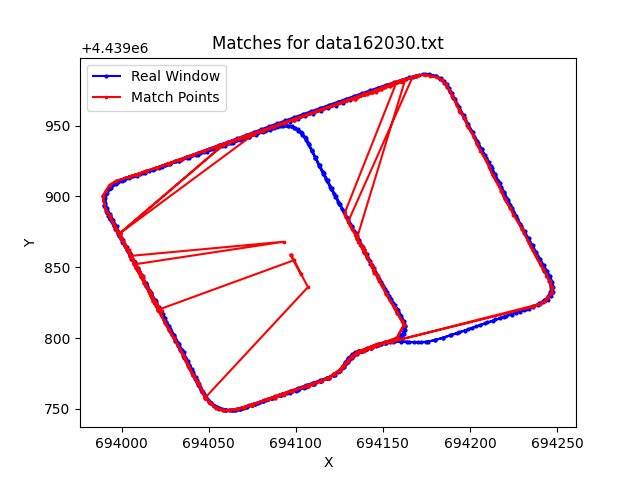 Matches for data162030.txt
+4.439e6
Real Window
Match Points
950
900
850
800
750
Y
694000 694050 694100 694150 694200 694250
X